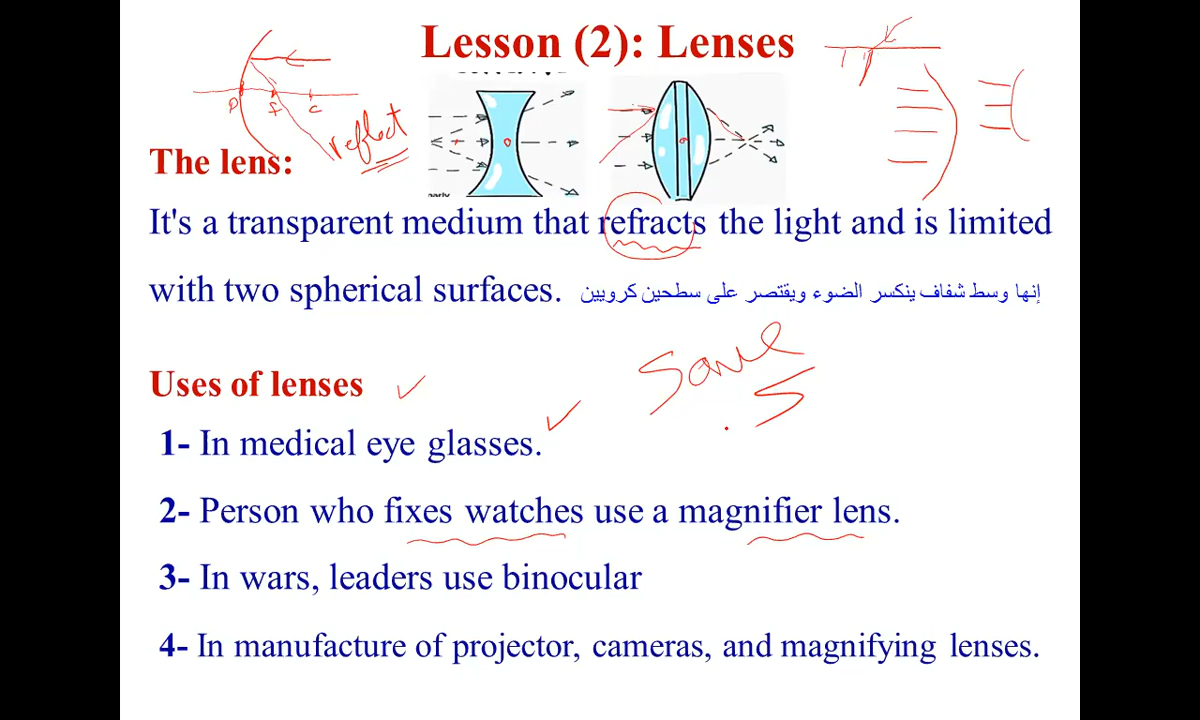 Lesson (2): Lenses
P F C
reflect
The lens:
It's a transparent medium that refracts the light and is limited
with two spherical surfaces. إنها وسط شفاف ينكسر الضوء ويقتصر على سطحين كرويين
Uses of lenses
1- In medical eye glasses.
2- Person who fixes watches use a magnifier lens.
3- In wars, leaders use binocular
4- In manufacture of projector, cameras, and magnifying lenses.